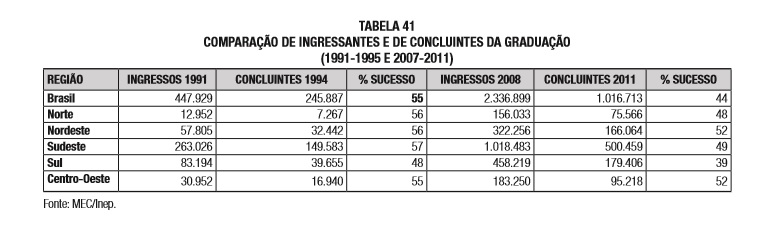 TABELA 41
COMPARAÇÃO DE INGRESSANTES E DE CONCLUINTES DA GRADUAÇÃO
(1991-1995 E 2007-2011)
REGIÃO INGRESSOS 1991 CONCLUINTES 1994 % SUCESSO INGRESSOS 2008 CONCLUINTES 2011 % SUCESSO
Brasil 447.929 245.887 55 2.336.899 1.016.713 44
Norte 12.952 7.267 56 156.033 75.566 48
Nordeste 57.805 32.442 56 322.256 166.064 52
Sudeste 263.026 149.583 57 1.018.483 500.459 49
Sul 83.194 39.655 48 458.219 179.406 39
Centro-Oeste 30.952 16.940 55 183.250 95.218 52
Fonte: MEC/Inep.